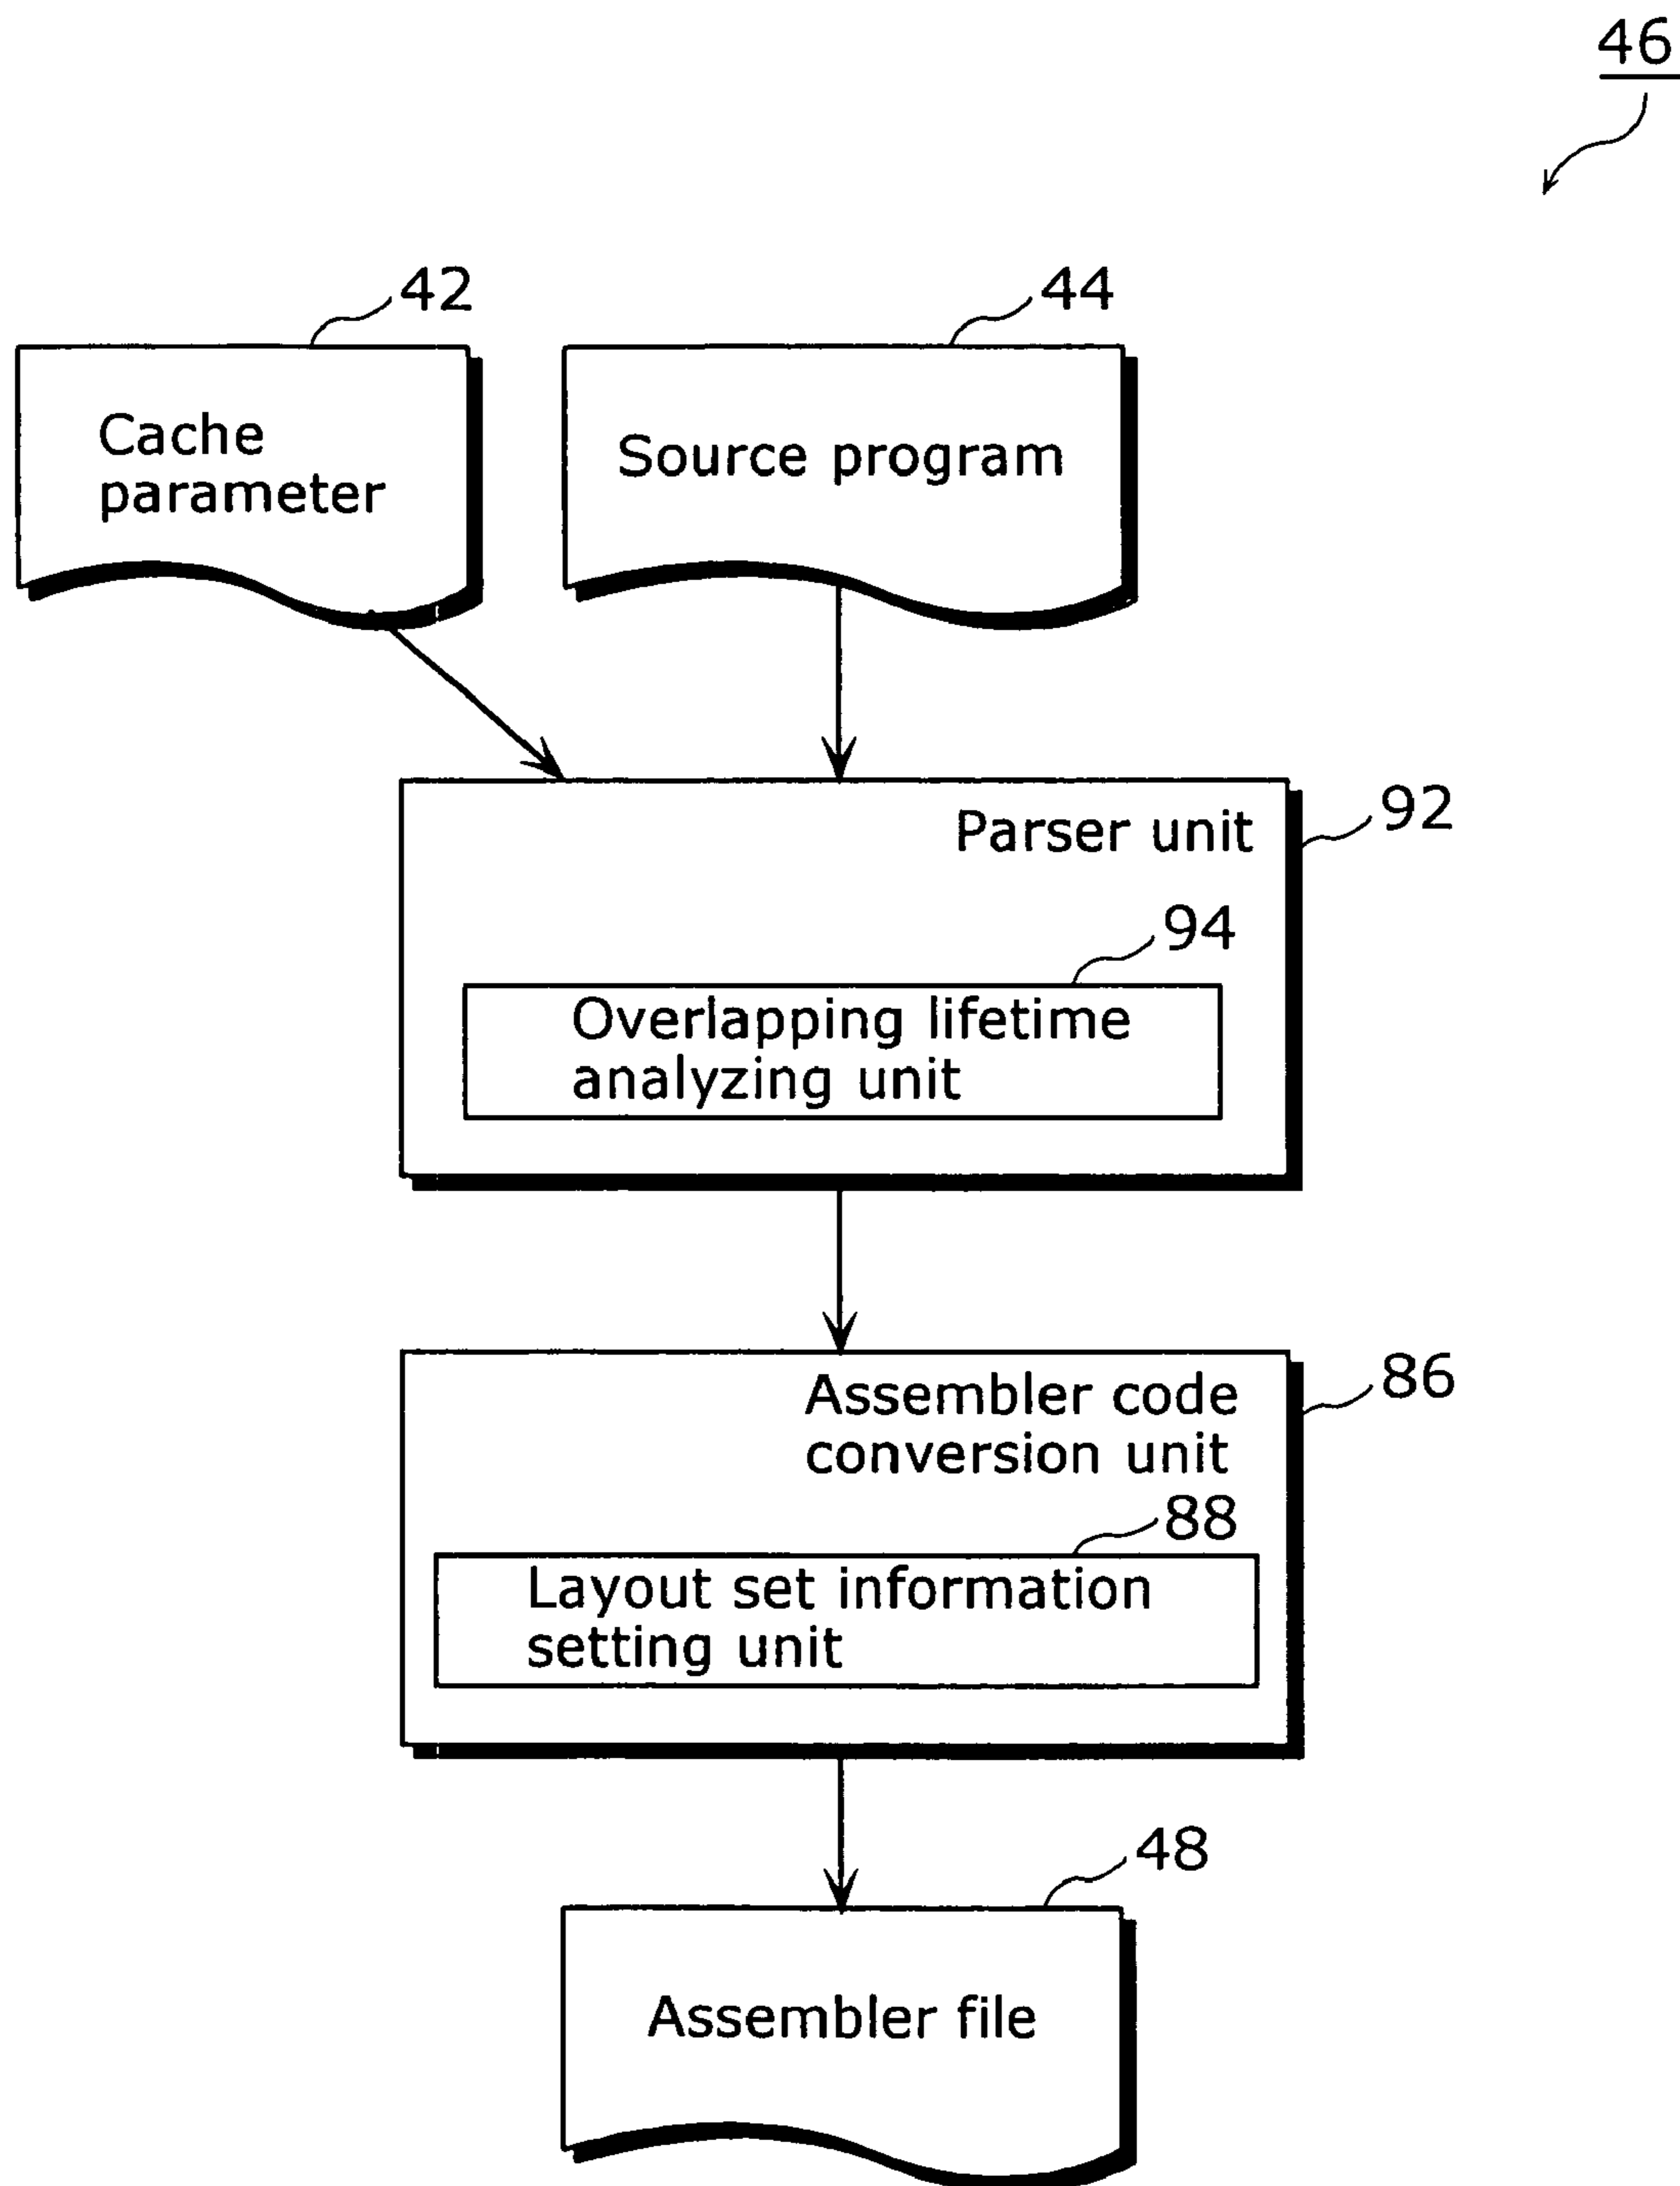 46
42
44
Cache
parameter
Source program
92
Parser unit
94
Overlapping lifetime
analyzing unit
86
Assembler code
conversion unit
88
Layout set information
setting unit
48
Assembler file